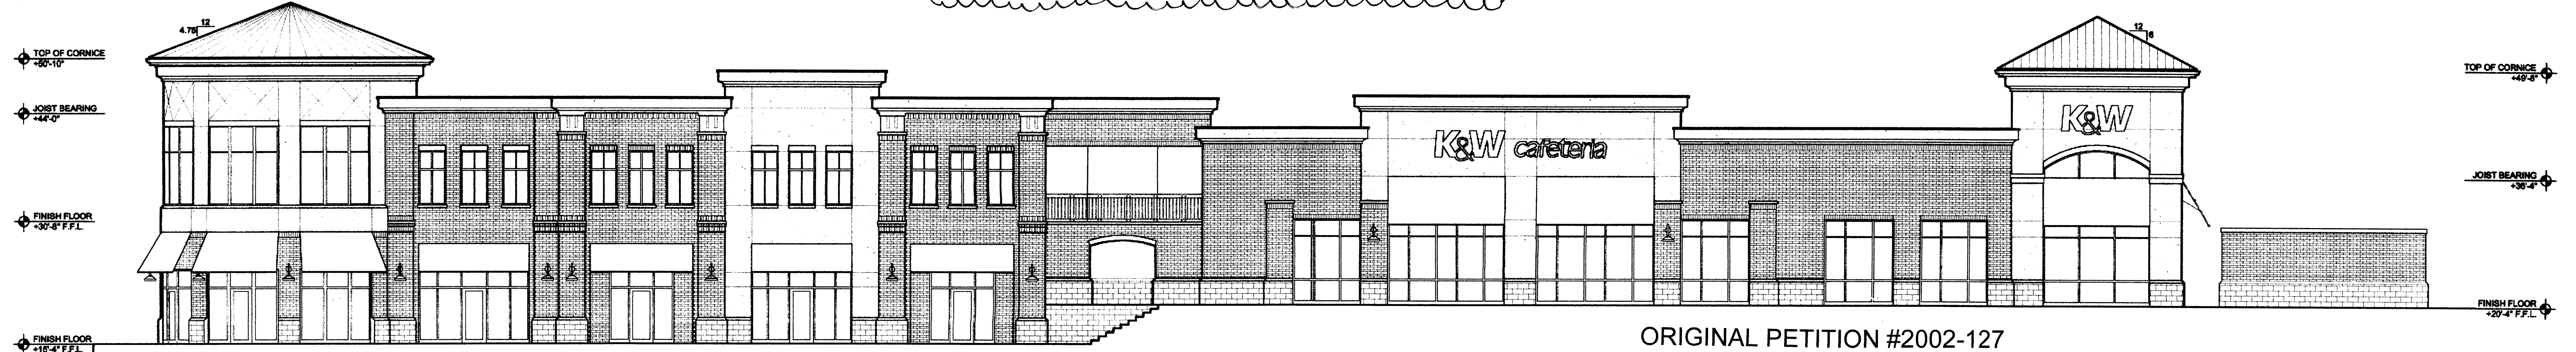 12
4.75
TOP OF CORNICE
+50'-10"
JOIST BEARING
+44'-0"
FINISH FLOOR
+30'-8" F.F.L.
FINISH FLOOR
+15'-4" F.F.L.
K&W cafeteria
K&W
12
6
TOP OF CORNICE
+49'-8"
JOIST BEARING
+36'-4"
FINISH FLOOR
+20'-4" F.F.L.
ORIGINAL PETITION #2002-127